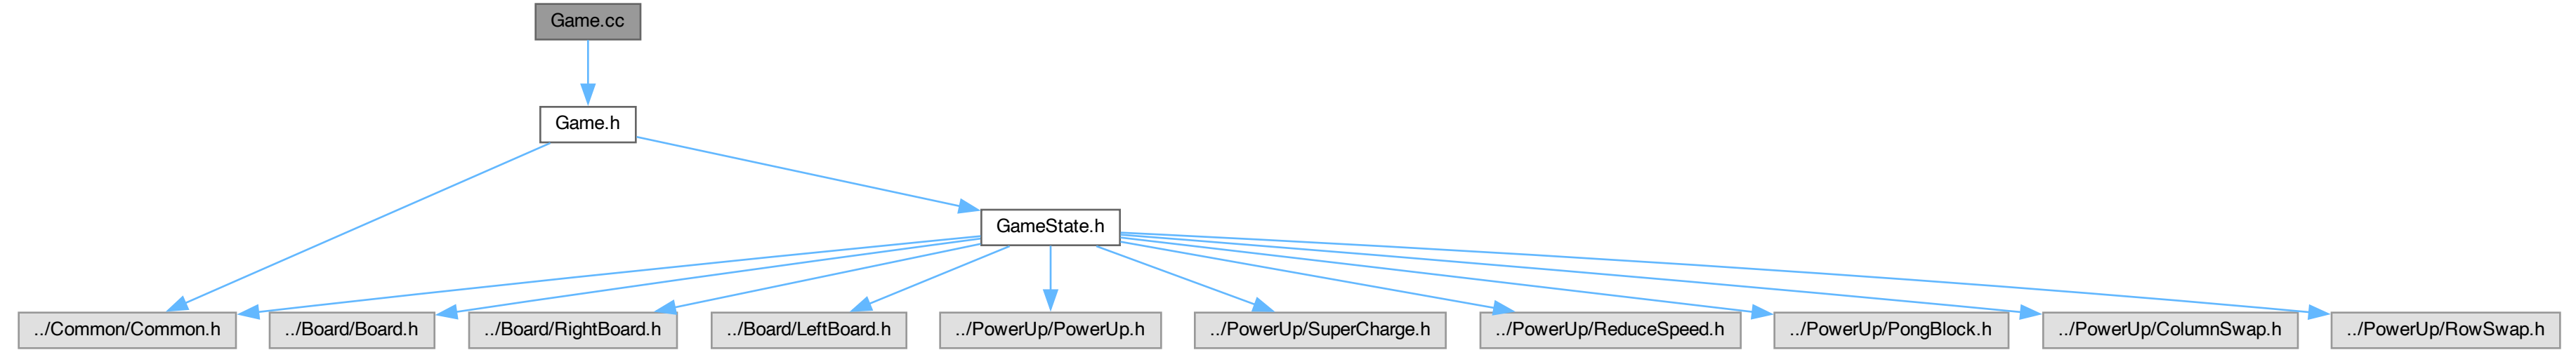 Game.cc
Game.h
GameState.h
../Common/Common.h
../Board/Board.h
../Board/RightBoard.h
../Board/LeftBoard.h
../PowerUp/PowerUp.h
../PowerUp/SuperCharge.h
../PowerUp/ReduceSpeed.h
../PowerUp/PongBlock.h
../PowerUp/ColumnSwap.h
../PowerUp/RowSwap.h